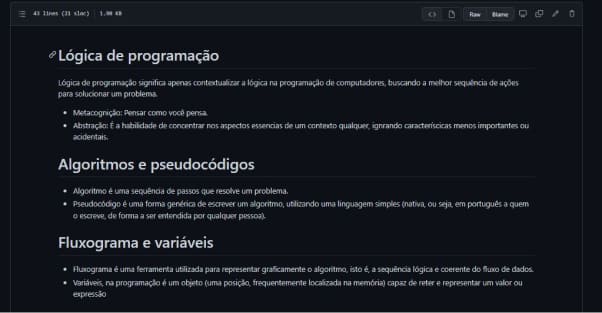 43 lines (31 sloc) 1.98 KB
Raw Blame
Lógica de programação
Lógica de programação significa apenas contextualizar a lógica na programação de computadores, buscando a melhor sequência de ações
para solucionar um problema.
Metacognição: Pensar como você pensa.
Abstração: É a habilidade de concentrar nos aspectos essencias de um contexto qualquer, ignrando caracteríscicas menos importantes ou
acidentais.
Algoritmos e pseudocódigos
Algoritmo é uma sequência de passos que resolve um problema.
Pseudocódigo é uma forma genérica de escrever um algoritmo, utilizando uma linguagem simples (nativa, ou seja, em português a quem
o escreve, de forma a ser entendida por qualquer pessoa).
Fluxograma e variáveis
Fluxograma é uma ferramenta utilizada para representar graficamente o algoritmo, isto é, a sequência lógica e coerente do fluxo de dados.
Variáveis, na programação é um objeto (uma posição, frequentemente localizada na memória) capaz de reter e representar um valor ou
expressão